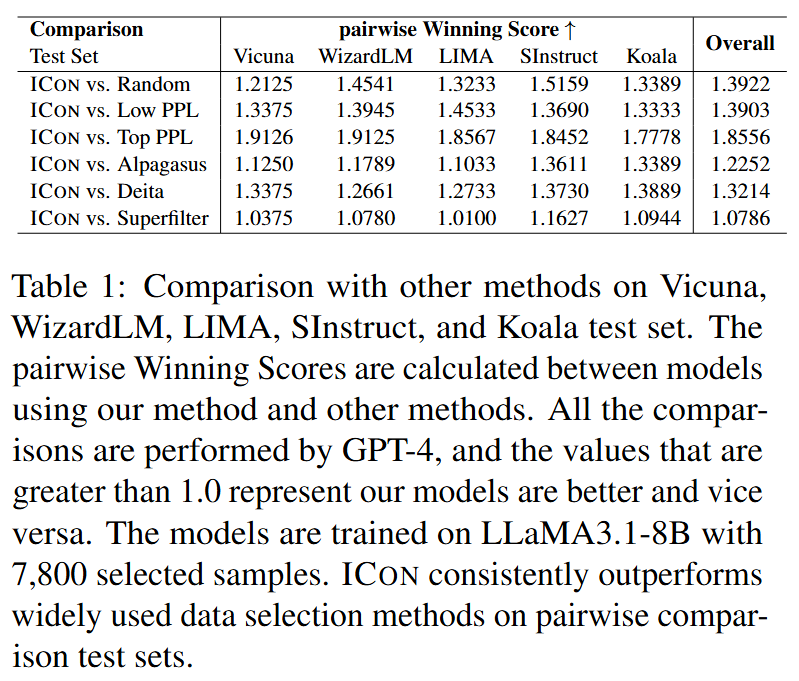 Comparison pairwise Winning Score ↑ Overall
Test Set Vicuna WizardLM LIMA SInstruct Koala
ICON vs. Random 1.2125 1.4541 1.3233 1.5159 1.3389 1.3922
ICON vs. Low PPL 1.3375 1.3945 1.4533 1.3690 1.3333 1.3903
ICON vs. Top PPL 1.9126 1.9125 1.8567 1.8452 1.7778 1.8556
ICON vs. Alpagasus 1.1250 1.1789 1.1033 1.3611 1.3389 1.2252
ICON vs. Deita 1.3375 1.2661 1.2733 1.3730 1.3889 1.3214
ICON vs. Superfilter 1.0375 1.0780 1.0100 1.1627 1.0944 1.0786
Table 1: Comparison with other methods on Vicuna,
WizardLM, LIMA, SInstruct, and Koala test set. The
pairwise Winning Scores are calculated between models
using our method and other methods. All the compar-
isons are performed by GPT-4, and the values that are
greater than 1.0 represent our models are better and vice
versa. The models are trained on LLaMA3.1-8B with
7,800 selected samples. ICON consistently outperforms
widely used data selection methods on pairwise compar-
ison test sets.